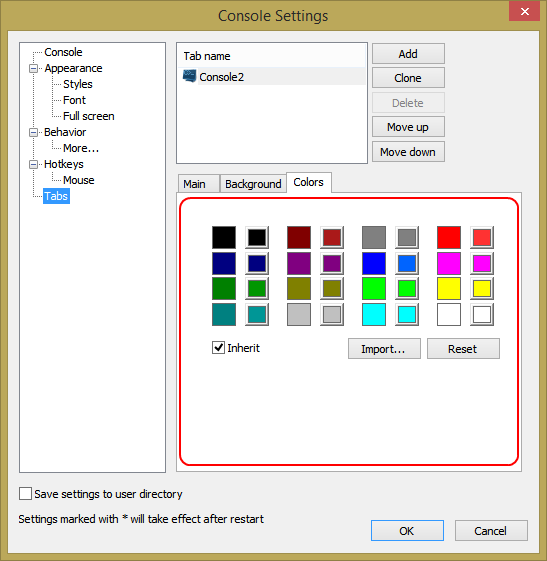 Console Settings
Console
Appearance
Styles
Font
Full screen
Behavior
More...
Hotkeys
Mouse
Tabs
Tab name
Console2
Add
Clone
Delete
Move up
Move down
Main
Background
Colors
Inherit
Import...
Reset
Save settings to user directory
Settings marked with * will take effect after restart
OK
Cancel